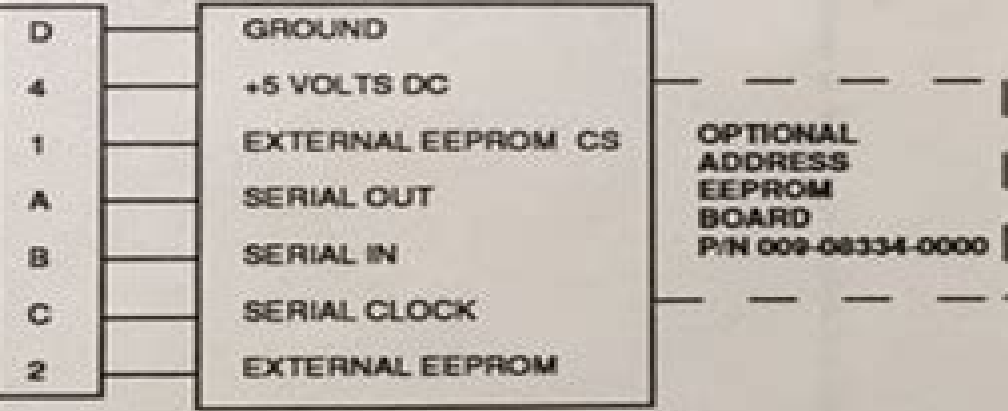 D GROUND
4 +5 VOLTS DC
1 EXTERNAL EEPROM CS
A SERIAL OUT
B SERIAL IN
C SERIAL CLOCK
2 EXTERNAL EEPROM
OPTIONAL
ADDRESS
EEPROM
BOARD
P/N 009-08334-0000